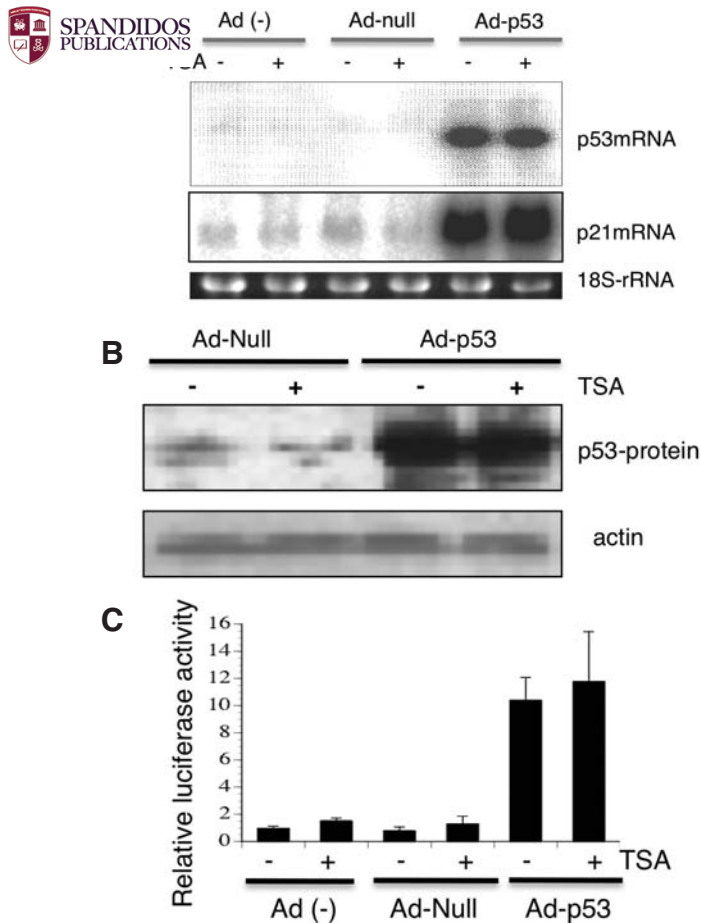 SPANDIDOS
PUBLICATIONS
Ad (-) Ad-null Ad-p53
- + - + - +
p53mRNA
p21mRNA
18S-rRNA
B
Ad-Null Ad-p53
- + - + TSA
p53-protein
actin
C
Relative luciferase activity
16
14
12
10
8
6
4
2
0
- + - + - + TSA
Ad (-) Ad-Null Ad-p53